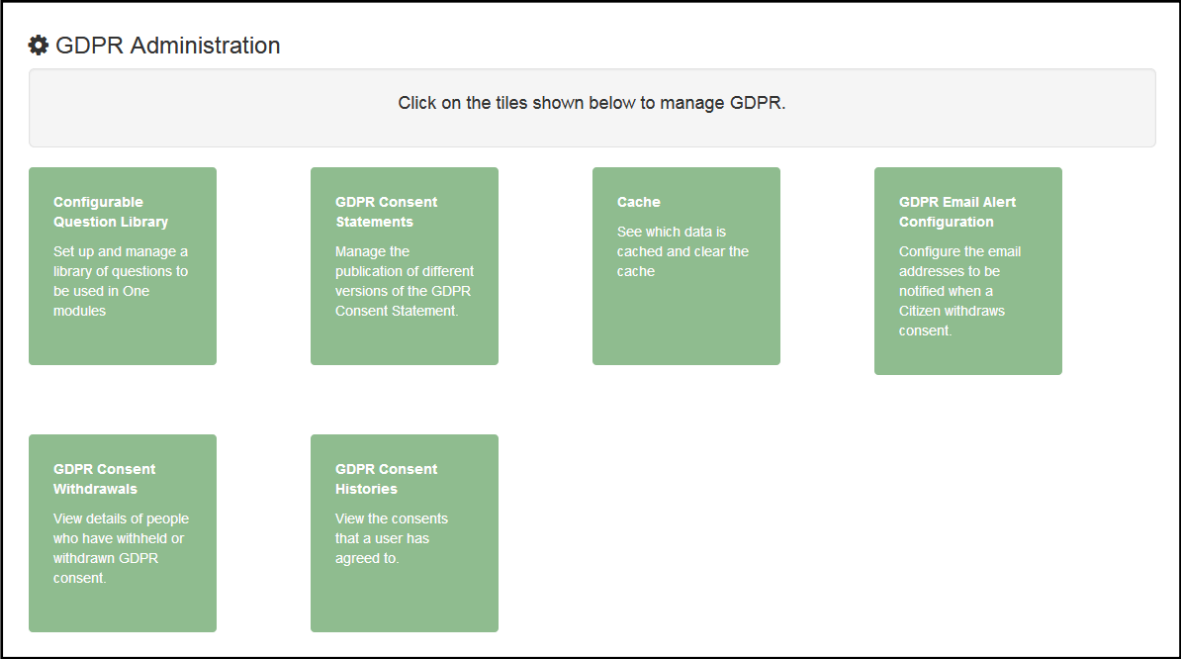 GDPR Administration
Click on the tiles shown below to manage GDPR.
Configurable
Question Library
Set up and manage a
library of questions to
be used in One
modules
GDPR Consent
Statements
Manage the
publication of different
versions of the GDPR
Consent Statement.
Cache
See which data is
cached and clear the
cache
GDPR Email Alert
Configuration
Configure the email
addresses to be
notified when a
Citizen withdraws
consent.
GDPR Consent
Withdrawals
View details of people
who have withheld or
withdrawn GDPR
consent.
GDPR Consent
Histories
View the consents
that a user has
agreed to.